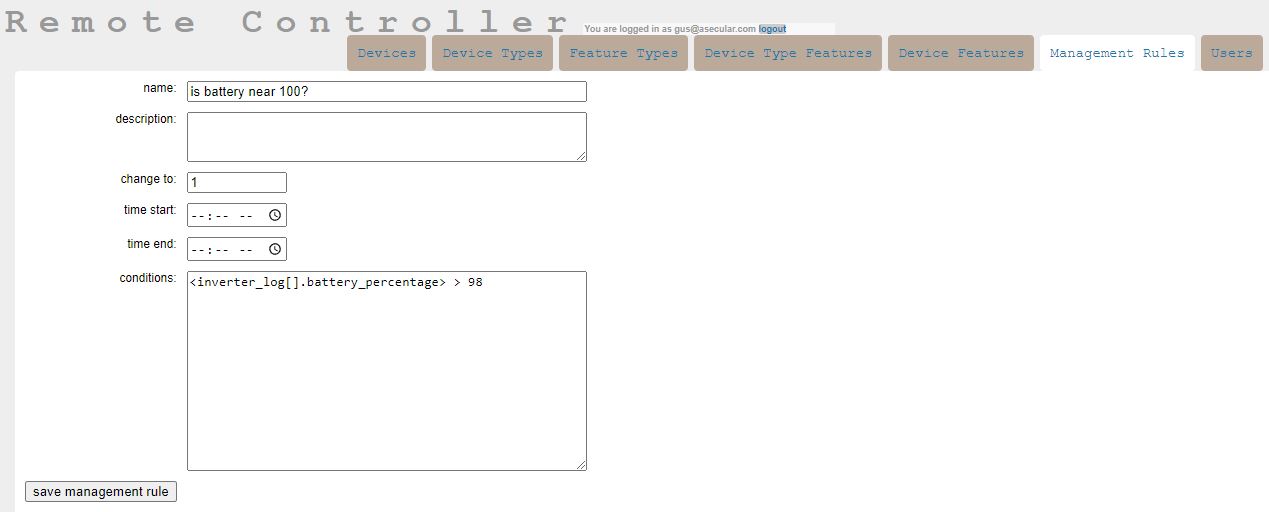 Remote Controller
You are logged in as gus@asecular.com logout
Devices Device Types Feature Types Device Type Features Device Features Management Rules Users
name: is battery near 100?
description:
change to: 1
time start: --:-- --
time end: --:-- --
conditions: <inverter_log[].battery_percentage> > 98
save management rule